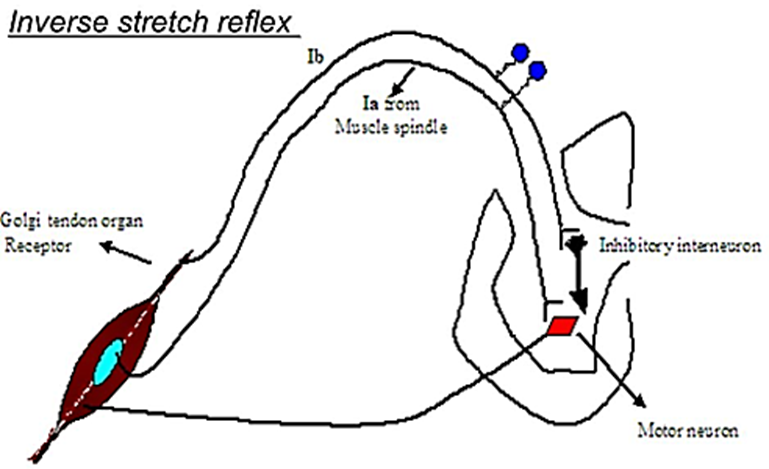 Inverse stretch reflex
Ib
Ia from
Muscle spindle
Golgi tendon organ
Receptor
Inhibitory interneuron
Motor neuron